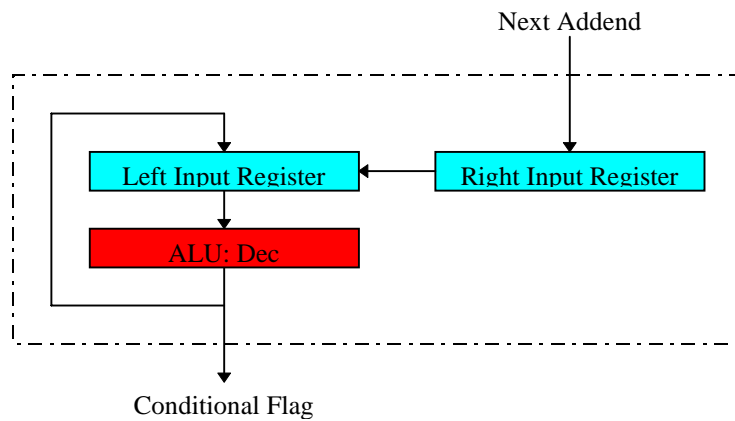 Next Addend
Left Input Register
Right Input Register
ALU: Dec
Conditional Flag